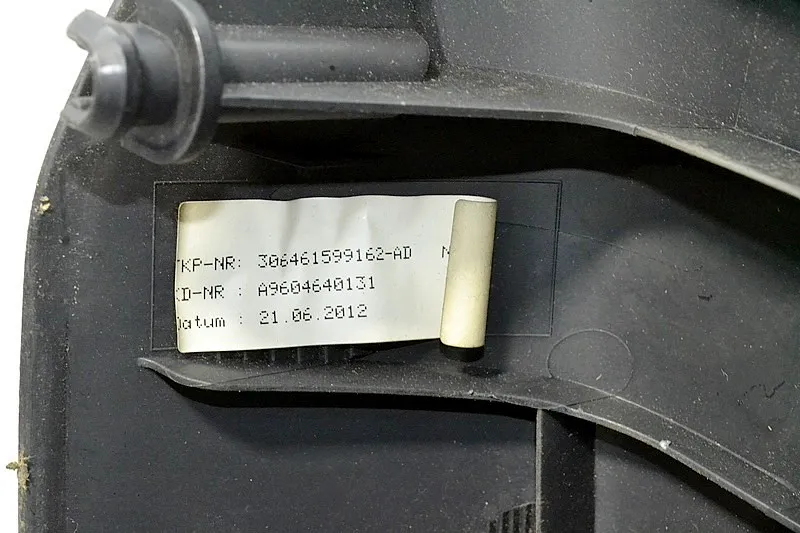 TKP-NR: 306461599162-AD N
KD-NR : A9604640131
Datum : 21.06.2012